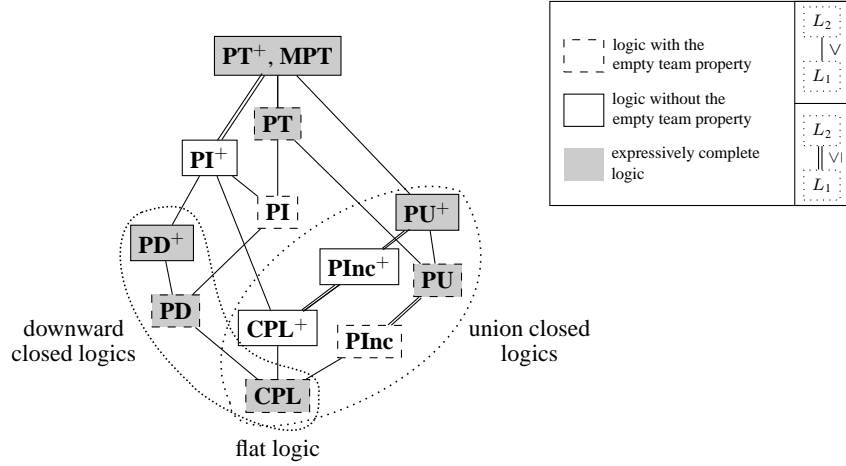 PT⁺, MPT
PT
PI⁺
PI
PU⁺
PD⁺
PInc⁺
PU
PD
CPL⁺
PInc
CPL
downward
closed logics
union closed
logics
flat logic
logic with the
empty team property
logic without the
empty team property
expressively complete
logic
L₂
∨
L₁
L₂
L₁